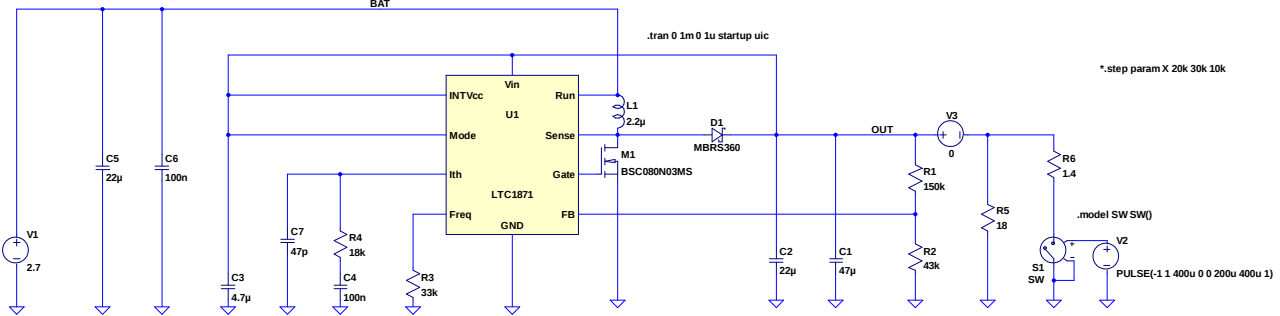 BAT
.tran 0 1m 0 1u startup uic
*.step param X 20k 30k 10k
Vin
INTVcc
Run
U1
L1
2.2µ
Mode
Sense
D1
MBRS360
OUT
V3
0
M1
BSC080N03MS
Ith
Gate
LTC1871
Freq
FB
GND
C5
22µ
C6
100n
R1
150k
R6
1.4
R5
18
.model SW SW()
V1
2.7
C7
47p
R4
18k
C3
4.7µ
C4
100n
R3
33k
C2
22µ
C1
47µ
R2
43k
S1
SW
V2
PULSE(-1 1 400u 0 0 200u 400u 1)